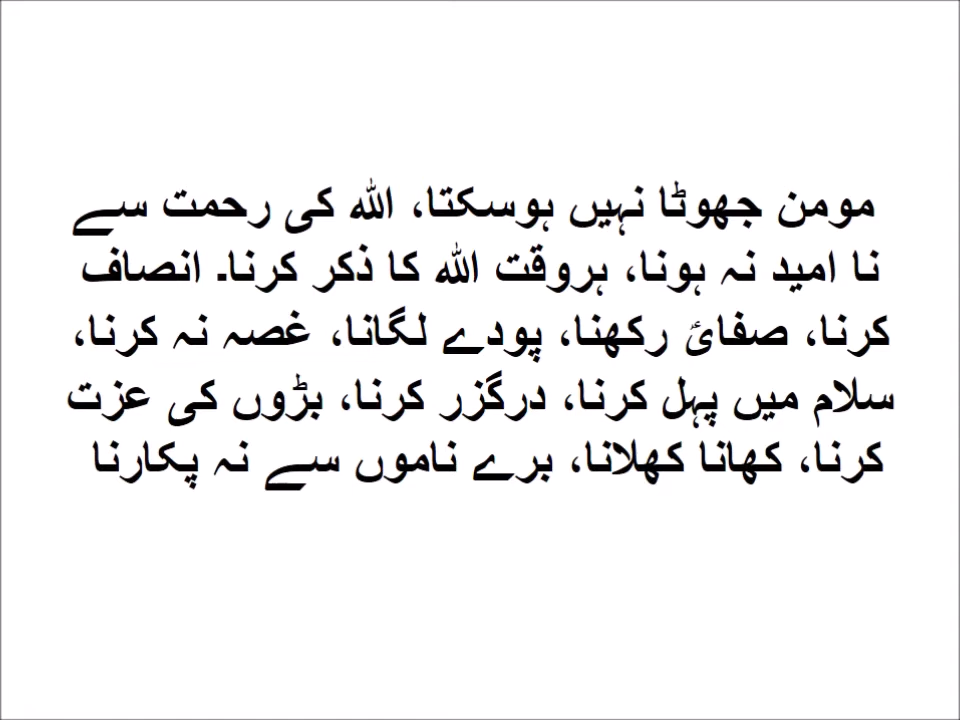 مومن جھوٹا نہیں ہوسکتا، اللہ کی رحمت سے
نا امید نہ ہونا، ہروقت اللہ کا ذکر کرنا۔ انصاف
کرنا، صفائ رکھنا، پودے لگانا، غصہ نہ کرنا،
سلام میں پہل کرنا، درگزر کرنا، بڑوں کی عزت
کرنا، کھانا کھلانا، برے ناموں سے نہ پکارنا